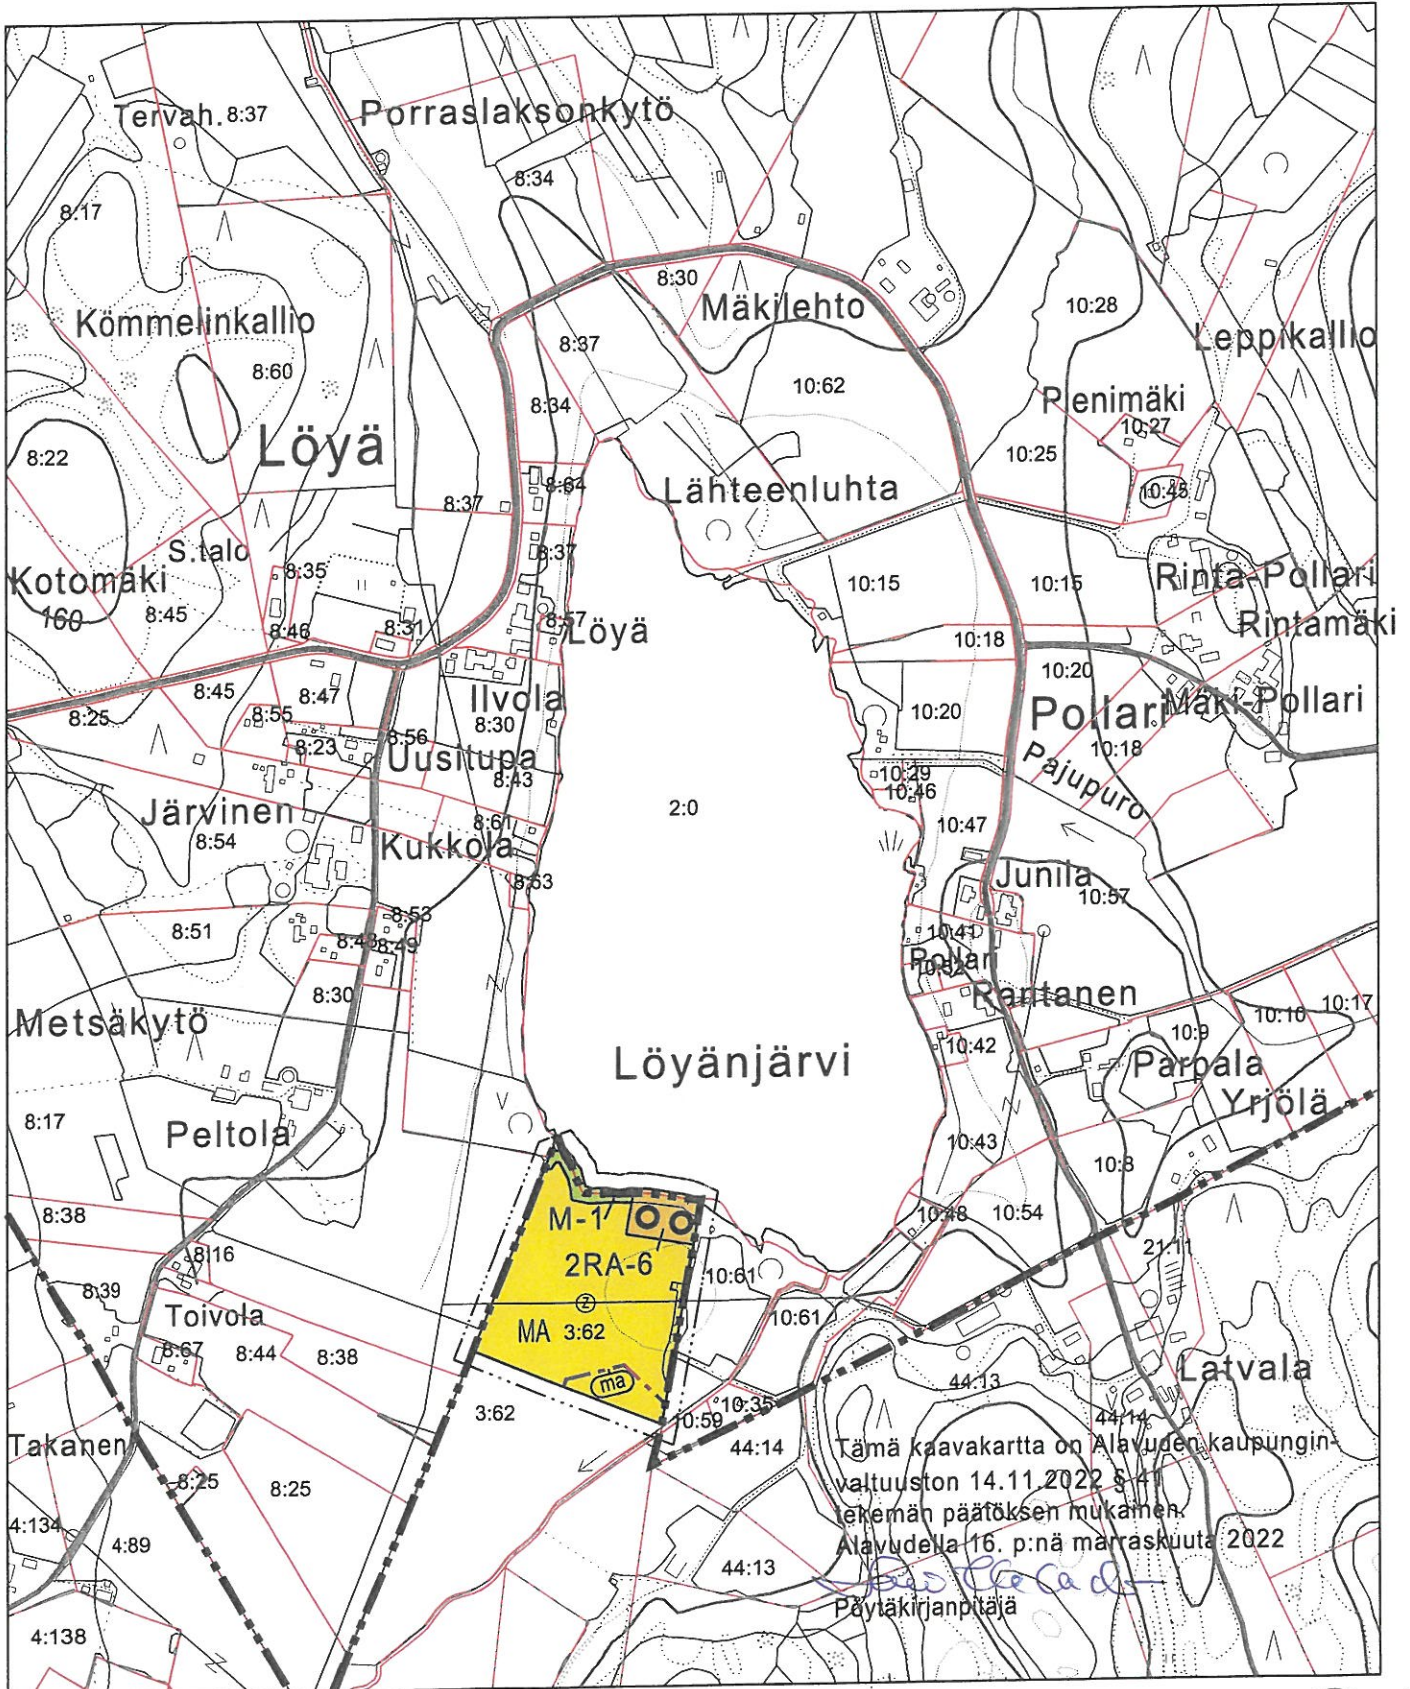 Tervah. 8:37
Porraslaksonkytö
8:34
8:17
8:30
Mäkilehto
10:28
Kömmelinkallio
8:37
Leppikallio
8:60
10:62
8:34
Pienimäki
10:27
Löyä
8:22
10:25
8:64
Lähteenluhta
10:45
8:37
S.talo
8:37
8:35
Kotomäki
10:15
10:15
Rinta-Pollari
160
8:45
8:46
8:31
8:57
Löyä
10:18
Rintamäki
10:20
8:45
8:47
Ilvola
8:25
8:55
8:30
10:20
Pollari
Mäki-Pollari
8:56
8:23
10:18
Uusitupa
Pajupuro
8:43
10:29
10:46
2:0
Järvinen
8:61
10:47
8:54
Kukkola
Junila
8:53
10:57
8:53
8:51
8:48
8:49
10:41
Pollari
10:52
8:30
Rantanen
10:10
10:17
Metsäkytö
10:9
10:42
Löyänjärvi
Parpala
Yrjölä
8:17
Peltola
10:43
10:8
8:38
M-1
10:48
10:54
8:16
21:11
2RA-6
10:61
8:39
Toivola
10:61
MA 3:62
8:67
8:44
8:38
Latvala
ma
44:13
3:62
10:35
10:59
44:14
Takanen
44:14
Tämä kaavakartta on Alavuden kaupungin-
valtuuston 14.11.2022 § 41
tekemän päätöksen mukainen.
Alavudella 16. p:nä marraskuuta 2022
Pöytäkirjanpitäjä
8:25
8:25
4:134
4:89
44:13
4:138